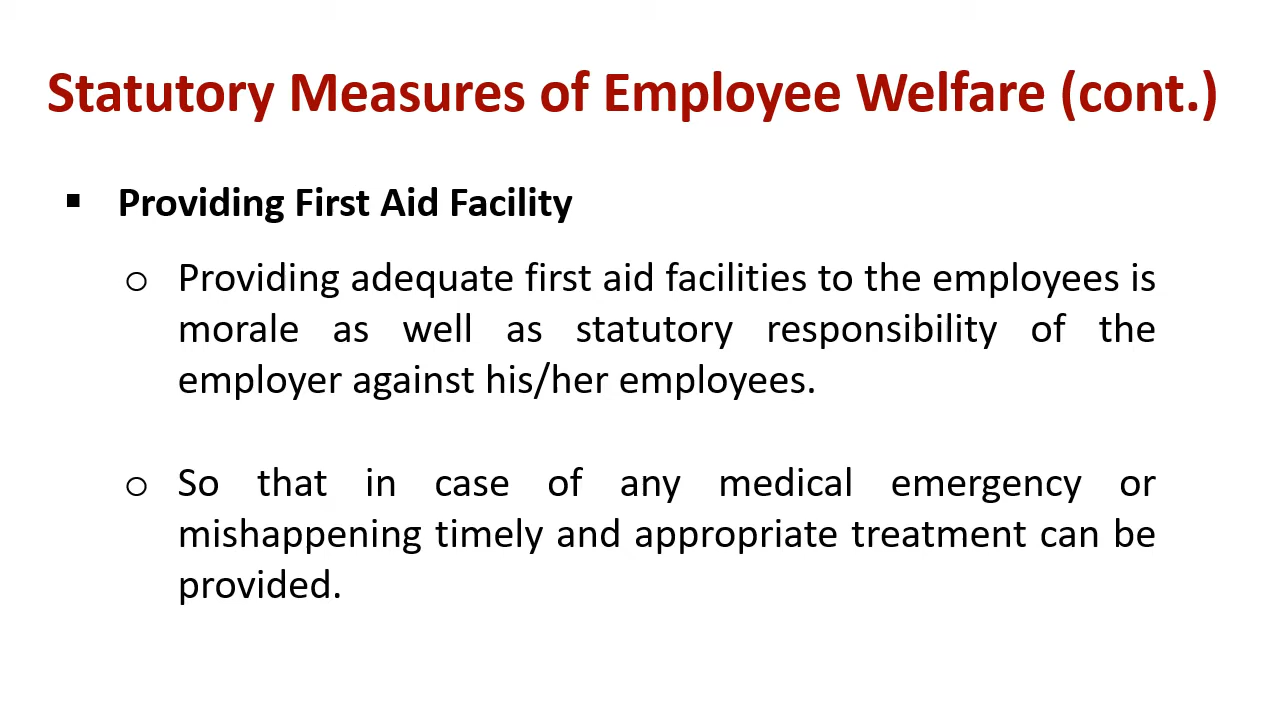 Statutory Measures of Employee Welfare (cont.)
▪ Providing First Aid Facility
o Providing adequate first aid facilities to the employees is
morale as well as statutory responsibility of the
employer against his/her employees.
o So that in case of any medical emergency or
mishappening timely and appropriate treatment can be
provided.